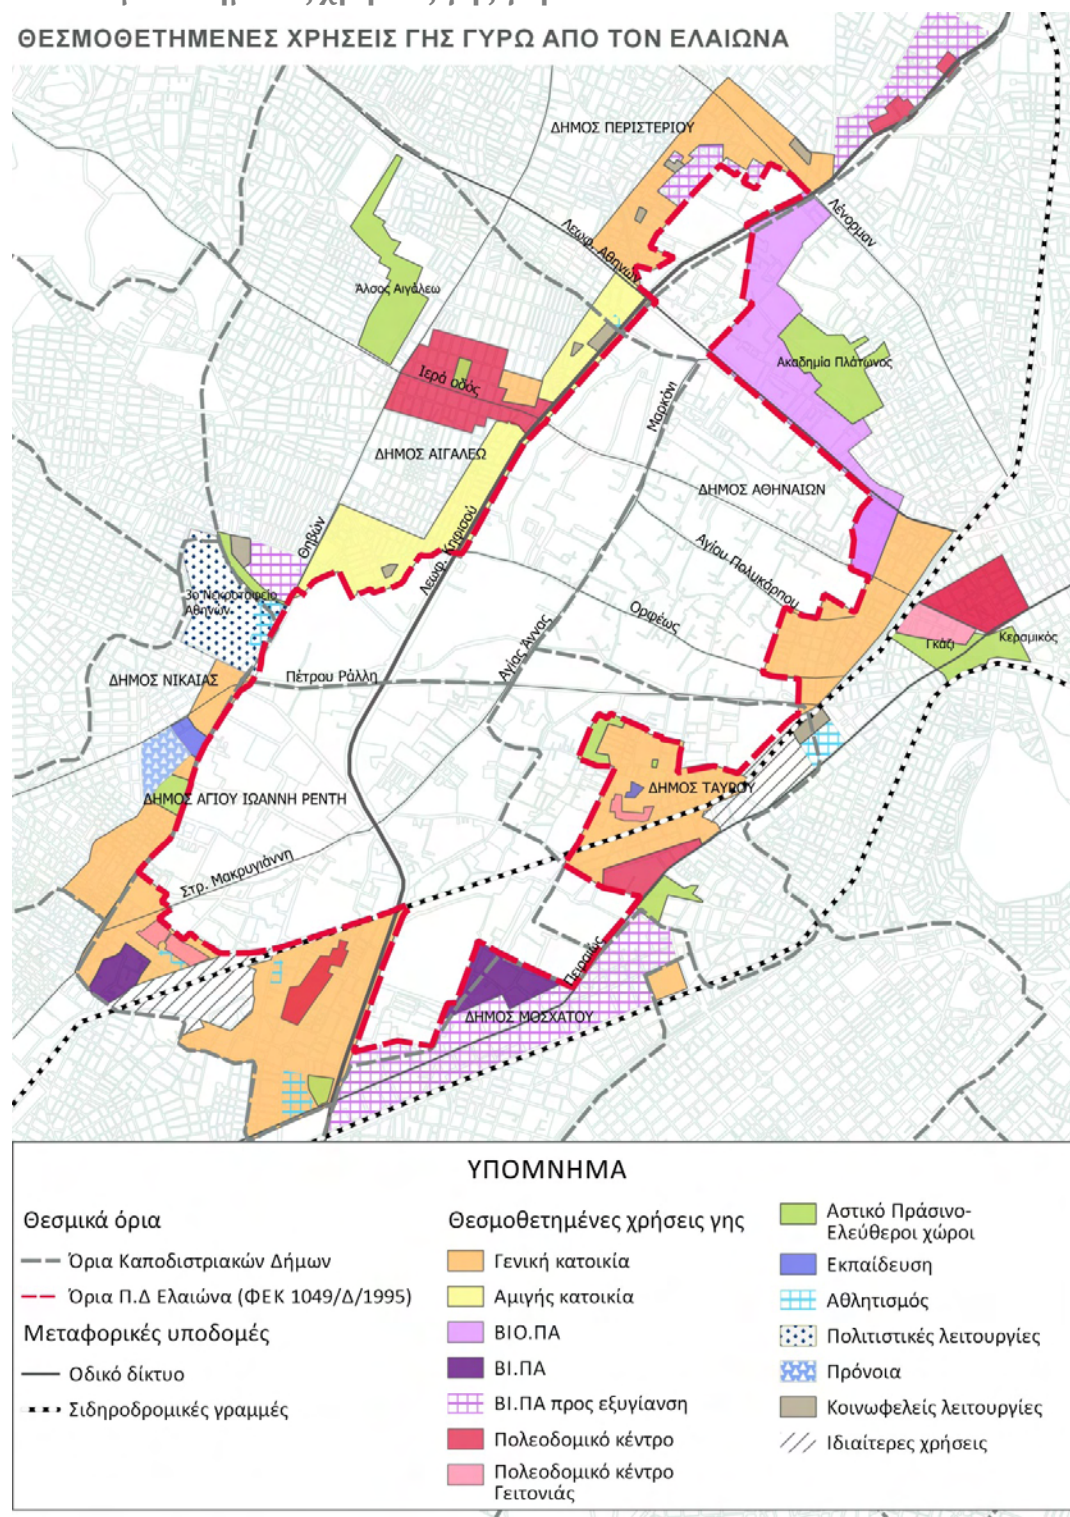 ΘΕΣΜΟΘΕΤΗΜΕΝΕΣ ΧΡΗΣΕΙΣ ΓΗΣ ΓΥΡΩ ΑΠΟ ΤΟΝ ΕΛΑΙΩΝΑ
ΔΗΜΟΣ ΠΕΡΙΣΤΕΡΙΟΥ
Λένορμαν
Λεωφ. Αθηνών
Άλσος Αιγάλεω
Ακαδημία Πλάτωνος
Ιερά οδός
Μαρκόνι
ΔΗΜΟΣ ΑΙΓΑΛΕΩ
ΔΗΜΟΣ ΑΘΗΝΑΙΩΝ
Θηβών
Λεωφ. Κηφισού
Αγίου Πολυκάρπου
3ο Νεκροταφείο
Αθηνών
Ορφέως
Αγίας Άννας
Γκάζι
Κεραμικός
ΔΗΜΟΣ ΝΙΚΑΙΑΣ
Πέτρου Ράλλη
ΔΗΜΟΣ ΤΑΥΡΟΥ
ΔΗΜΟΣ ΑΓΙΟΥ ΙΩΑΝΝΗ ΡΕΝΤΗ
Στρ. Μακρυγιάννη
Πειραιώς
ΔΗΜΟΣ ΜΟΣΧΑΤΟΥ
ΥΠΟΜΝΗΜΑ
Θεσμικά όρια
Όρια Καποδιστριακών Δήμων
Όρια Π.Δ Ελαιώνα (ΦΕΚ 1049/Δ/1995)
Μεταφορικές υποδομές
Οδικό δίκτυο
Σιδηροδρομικές γραμμές
Θεσμοθετημένες χρήσεις γης
Γενική κατοικία
Αμιγής κατοικία
ΒΙΟ.ΠΑ
ΒΙ.ΠΑ
ΒΙ.ΠΑ προς εξυγίανση
Πολεοδομικό κέντρο
Πολεοδομικό κέντρο
Γειτονιάς
Αστικό Πράσινο-
Ελεύθεροι χώροι
Εκπαίδευση
Αθλητισμός
Πολιτιστικές λειτουργίες
Πρόνοια
Κοινωφελείς λειτουργίες
Ιδιαίτερες χρήσεις